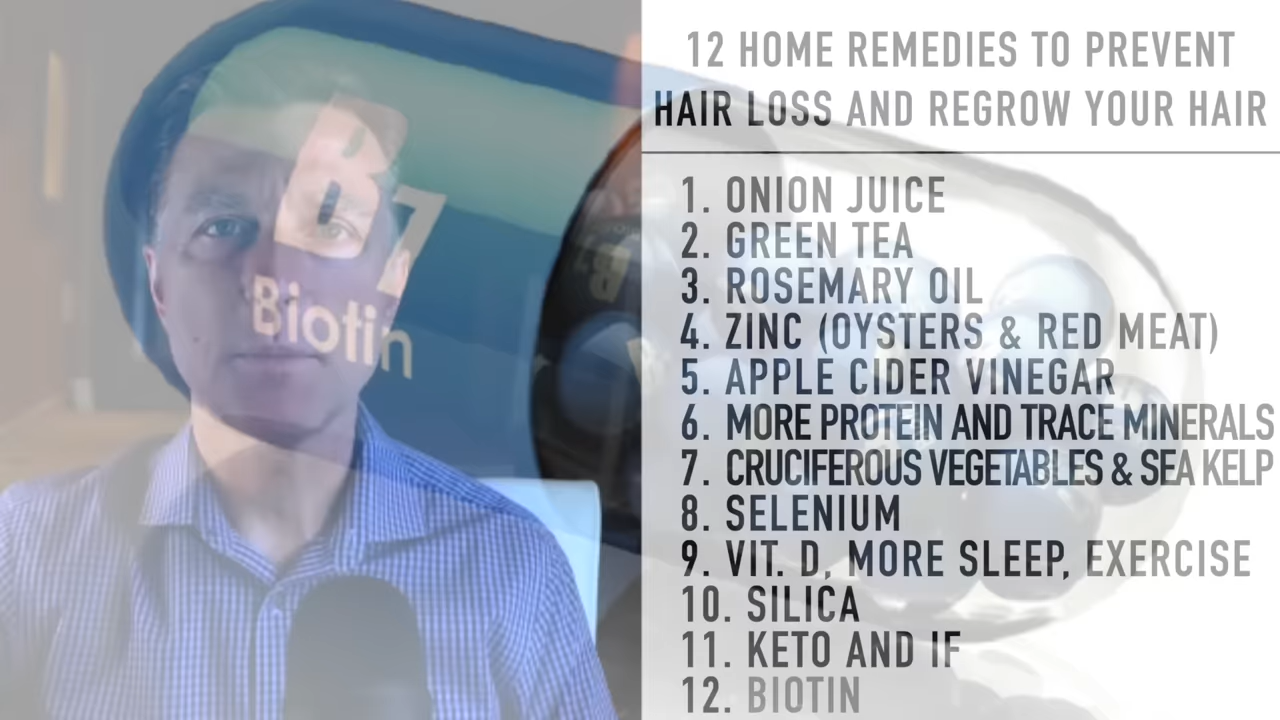 B7
Biotin
12 HOME REMEDIES TO PREVENT
HAIR LOSS AND REGROW YOUR HAIR
1. ONION JUICE
2. GREEN TEA
3. ROSEMARY OIL
4. ZINC (OYSTERS & RED MEAT)
5. APPLE CIDER VINEGAR
6. MORE PROTEIN AND TRACE MINERALS
7. CRUCIFEROUS VEGETABLES & SEA KELP
8. SELENIUM
9. VIT. D, MORE SLEEP, EXERCISE
10. SILICA
11. KETO AND IF
12. BIOTIN